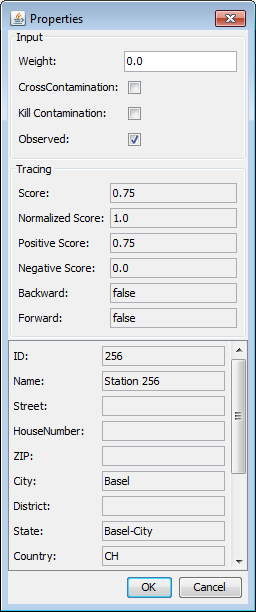 Properties
Input
Weight: 0.0
CrossContamination:
Kill Contamination:
Observed:
Tracing
Score: 0.75
Normalized Score: 1.0
Positive Score: 0.75
Negative Score: 0.0
Backward: false
Forward: false
ID: 256
Name: Station 256
Street:
HouseNumber:
ZIP:
City: Basel
District:
State: Basel-City
Country: CH
OK Cancel